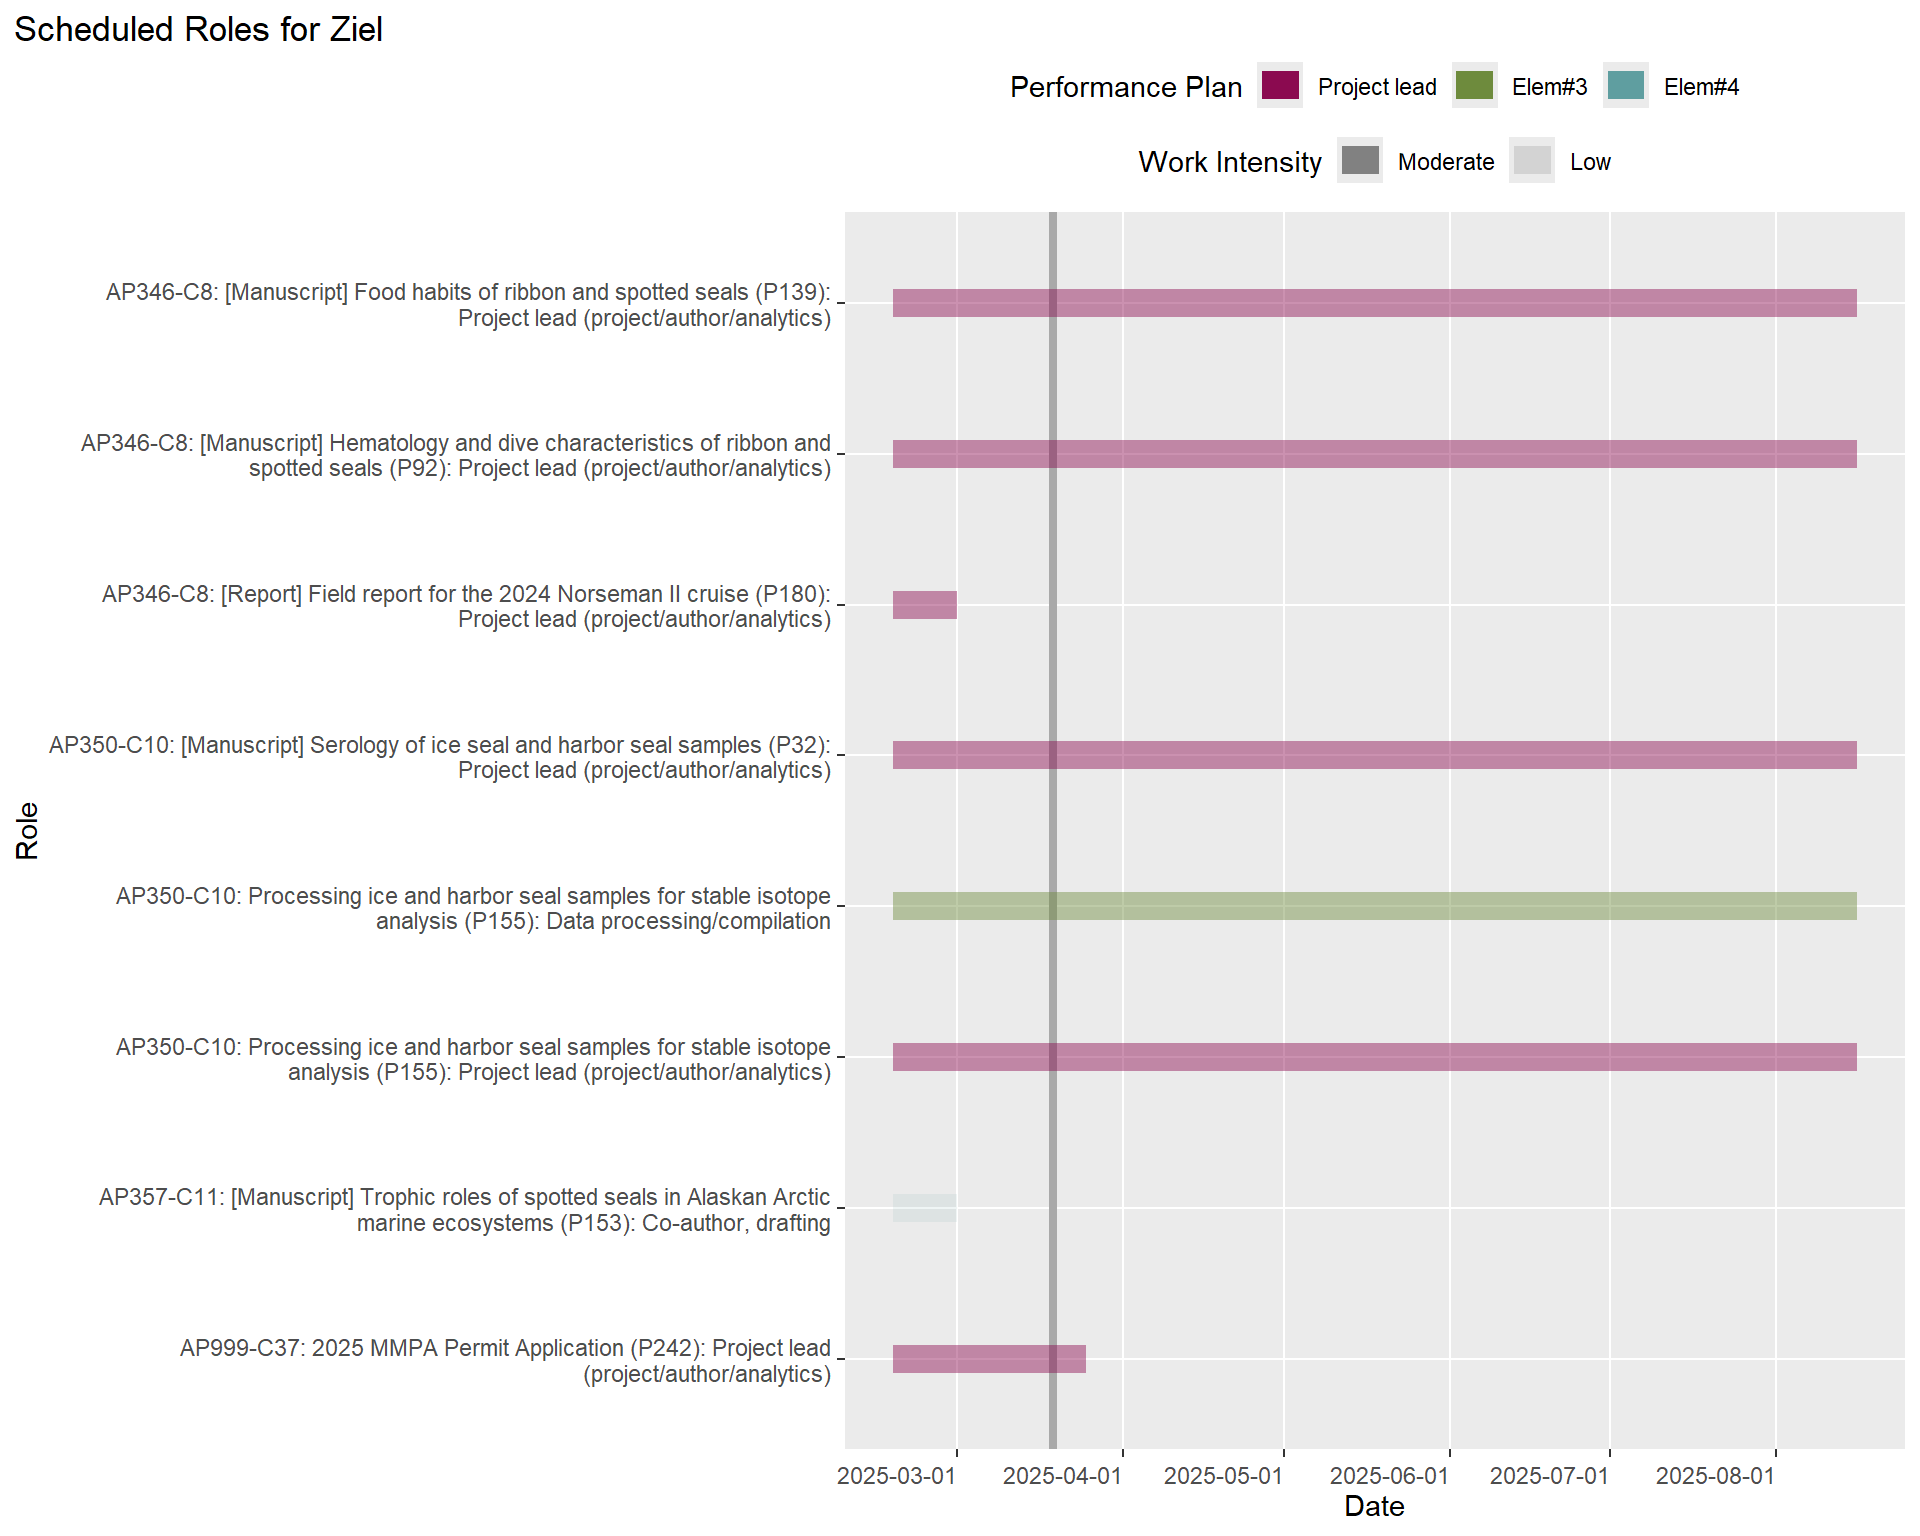 Scheduled Roles for Ziel
Performance Plan Project lead Elem#3 Elem#4
Work Intensity Moderate Low
AP346-C8: [Manuscript] Food habits of ribbon and spotted seals (P139):
Project lead (project/author/analytics)
AP346-C8: [Manuscript] Hematology and dive characteristics of ribbon and
spotted seals (P92): Project lead (project/author/analytics)
AP346-C8: [Report] Field report for the 2024 Norseman II cruise (P180):
Project lead (project/author/analytics)
AP350-C10: [Manuscript] Serology of ice seal and harbor seal samples (P32):
Project lead (project/author/analytics)
Role
AP350-C10: Processing ice and harbor seal samples for stable isotope
analysis (P155): Data processing/compilation
AP350-C10: Processing ice and harbor seal samples for stable isotope
analysis (P155): Project lead (project/author/analytics)
AP357-C11: [Manuscript] Trophic roles of spotted seals in Alaskan Arctic
marine ecosystems (P153): Co-author, drafting
AP999-C37: 2025 MMPA Permit Application (P242): Project lead
(project/author/analytics)
2025-03-01 2025-04-01 2025-05-01 2025-06-01 2025-07-01 2025-08-01
Date